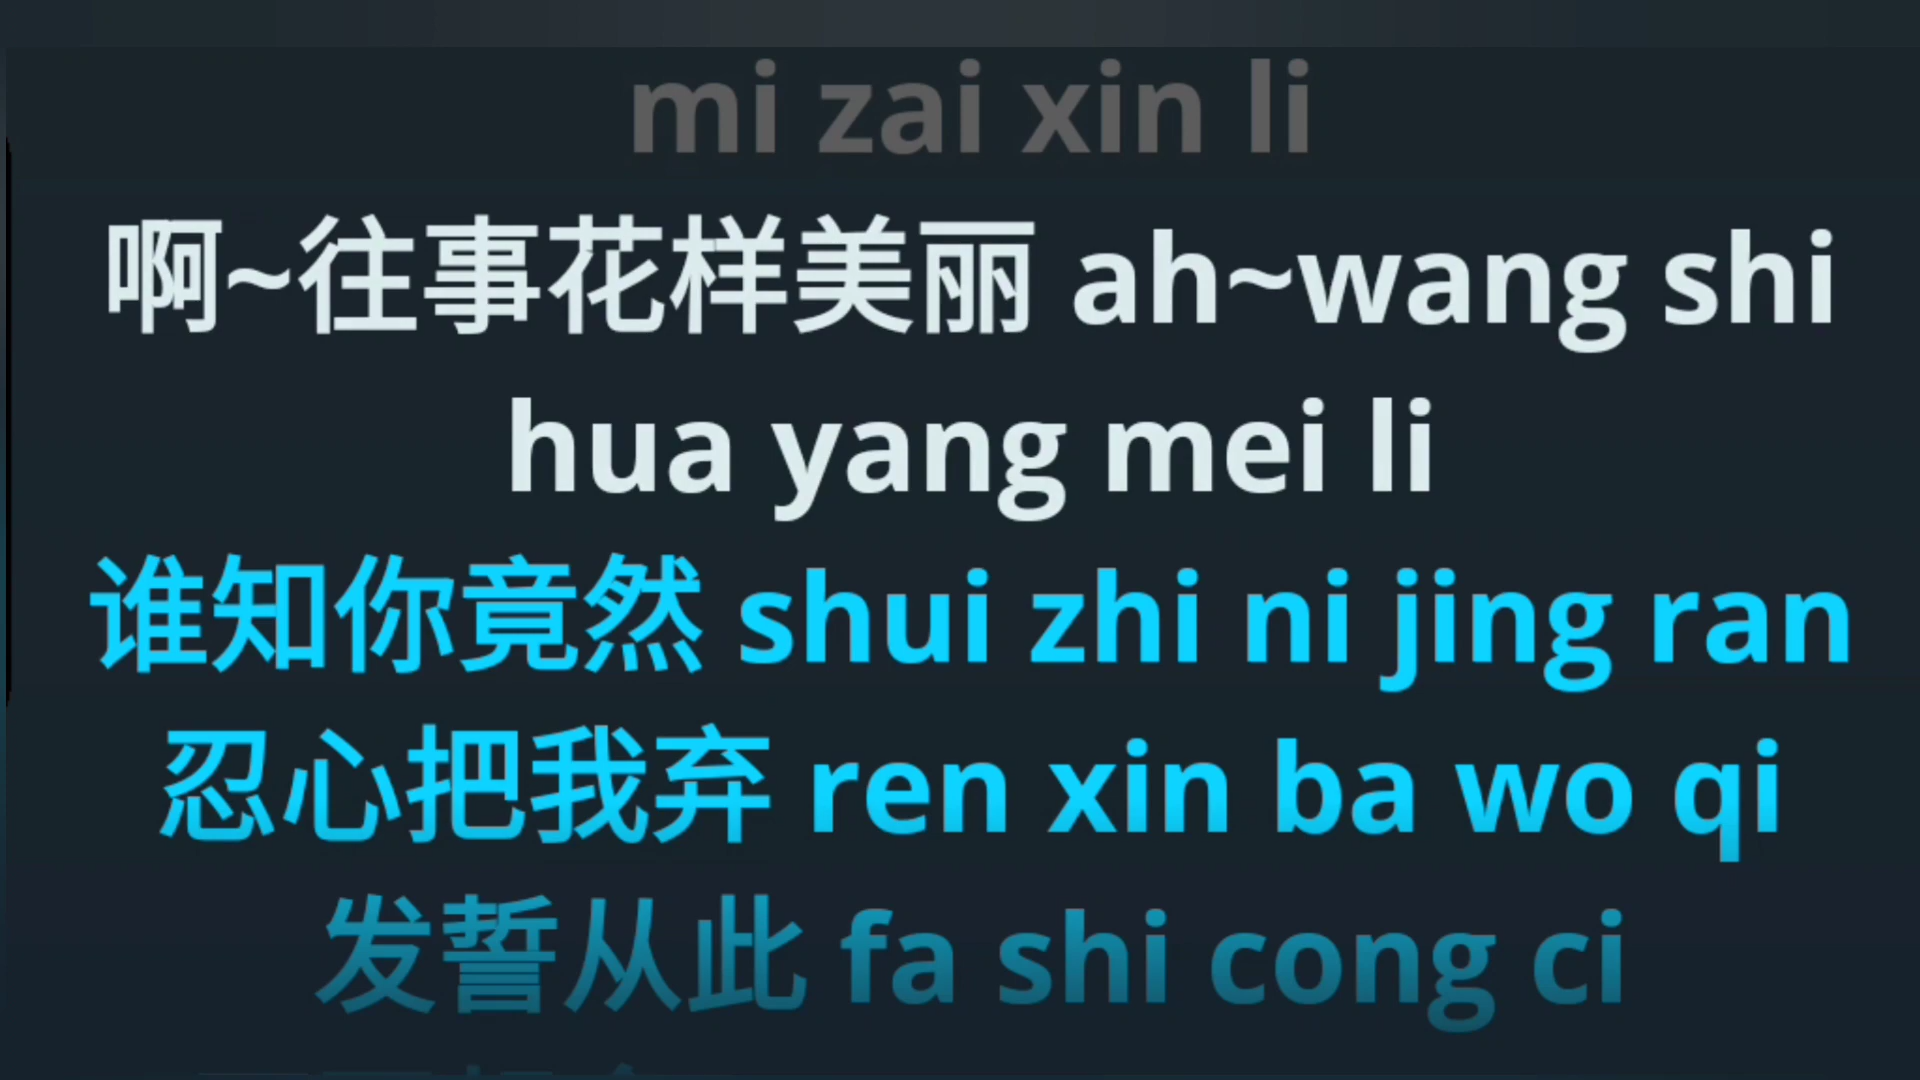 mi zai xin li
啊~往事花样美丽 ah~wang shi
hua yang mei li
谁知你竟然 shui zhi ni jing ran
忍心把我弃 ren xin ba wo qi
发誓从此 fa shi cong ci